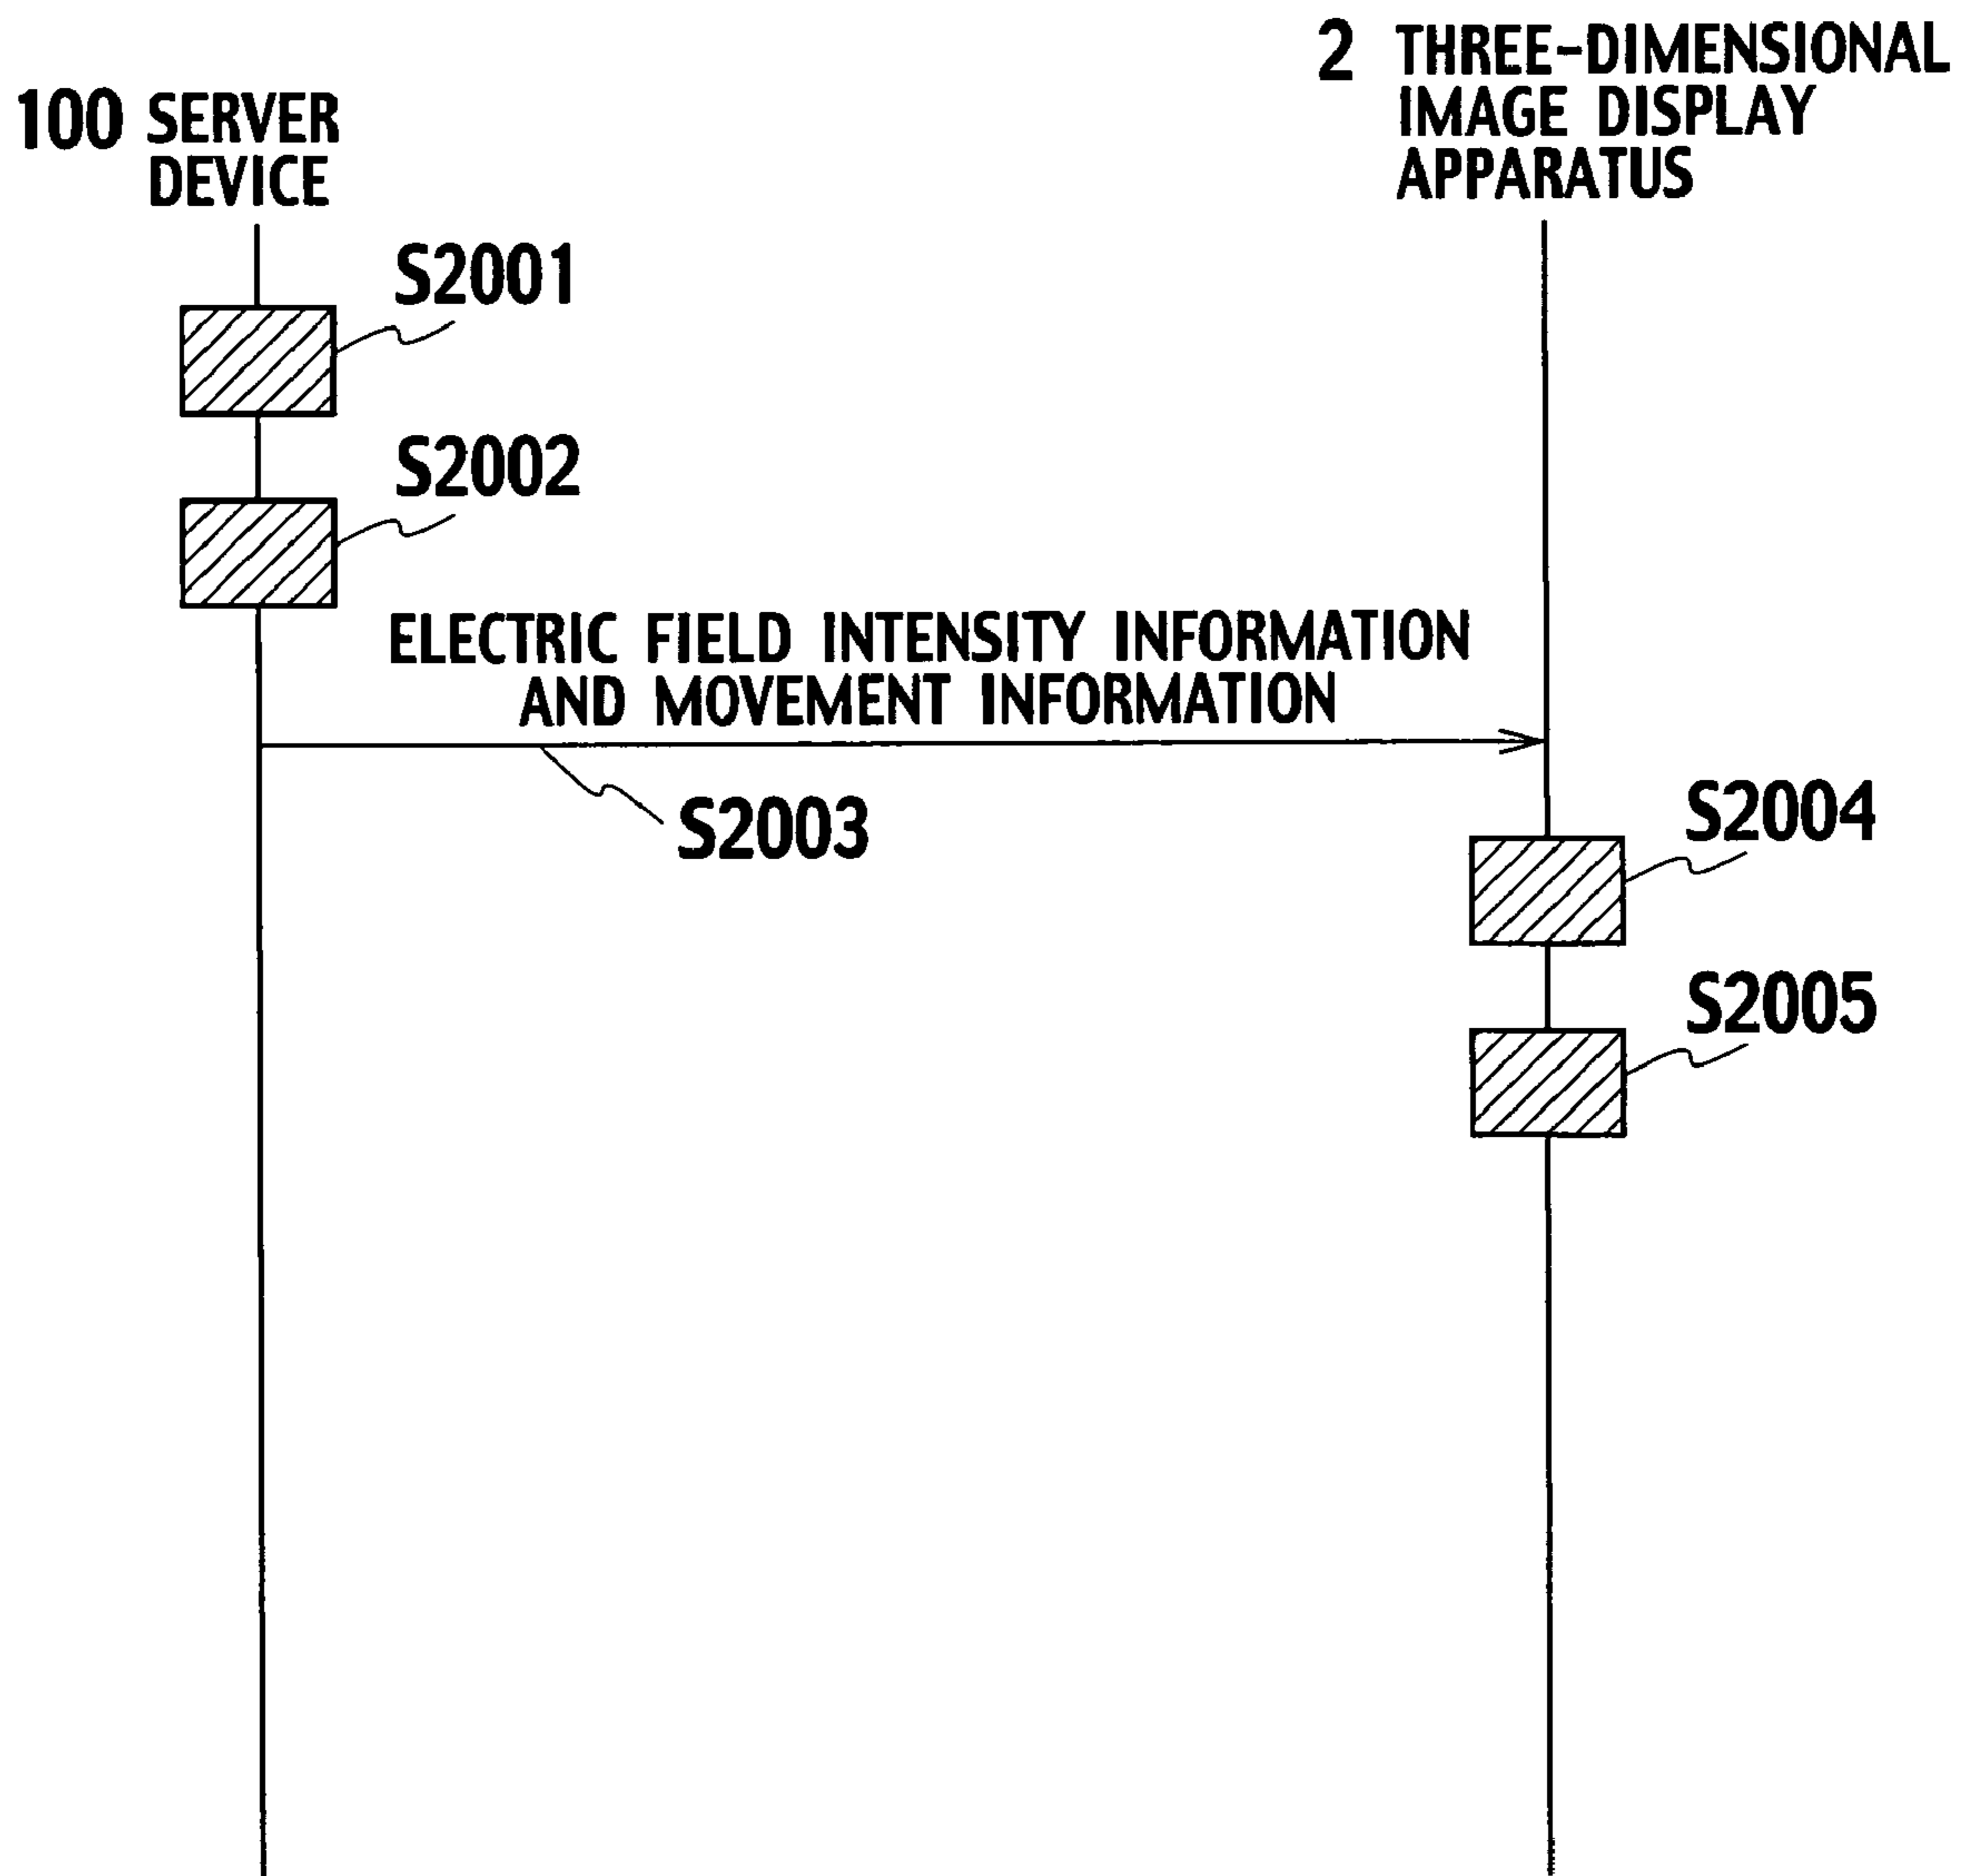 100 SERVER
DEVICE
2 THREE-DIMENSIONAL
IMAGE DISPLAY
APPARATUS
S2001
S2002
ELECTRIC FIELD INTENSITY INFORMATION
AND MOVEMENT INFORMATION
S2003
S2004
S2005